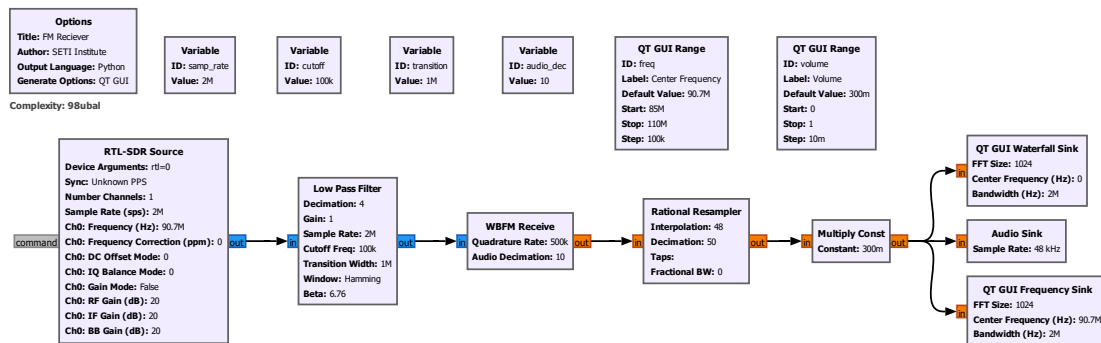 Options
Title: FM Reciever
Author: SETI Institute
Output Language: Python
Generate Options: QT GUI
Complexity: 98ubal
Variable
ID: samp_rate
Value: 2M
Variable
ID: cutoff
Value: 100k
Variable
ID: transition
Value: 1M
Variable
ID: audio_dec
Value: 10
QT GUI Range
ID: freq
Label: Center Frequency
Default Value: 90.7M
Start: 85M
Stop: 110M
Step: 100k
QT GUI Range
ID: volume
Label: Volume
Default Value: 300m
Start: 0
Stop: 1
Step: 10m
command
RTL-SDR Source
Device Arguments: rtl=0
Sync: Unknown PPS
Number Channels: 1
Sample Rate (sps): 2M
Ch0: Frequency (Hz): 90.7M
Ch0: Frequency Correction (ppm): 0
Ch0: DC Offset Mode: 0
Ch0: IQ Balance Mode: 0
Ch0: Gain Mode: False
Ch0: RF Gain (dB): 20
Ch0: IF Gain (dB): 20
Ch0: BB Gain (dB): 20
out
in
Low Pass Filter
Decimation: 4
Gain: 1
Sample Rate: 2M
Cutoff Freq: 100k
Transition Width: 1M
Window: Hamming
Beta: 6.76
out
in
WBFM Receive
Quadrature Rate: 500k
Audio Decimation: 10
out
in
Rational Resampler
Interpolation: 48
Decimation: 50
Taps:
Fractional BW: 0
out
in
Multiply Const
Constant: 300m
out
in
QT GUI Waterfall Sink
FFT Size: 1024
Center Frequency (Hz): 0
Bandwidth (Hz): 2M
in
Audio Sink
Sample Rate: 48 kHz
in
QT GUI Frequency Sink
FFT Size: 1024
Center Frequency (Hz): 90.7M
Bandwidth (Hz): 2M